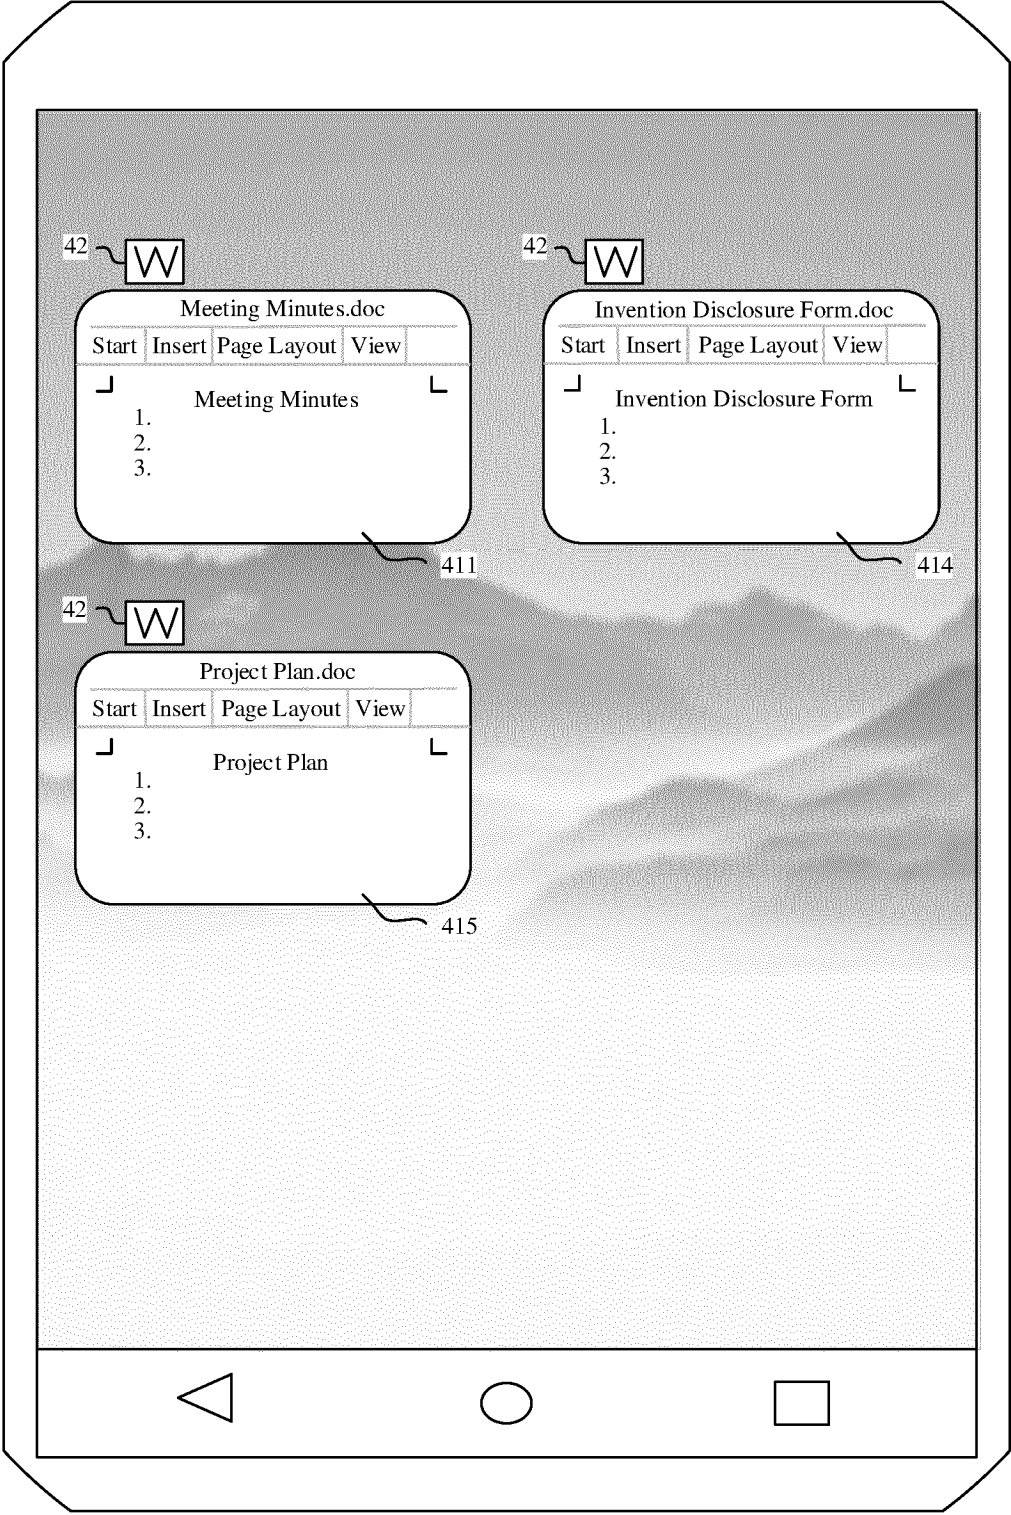 42 W
42 W
Meeting Minutes.doc
Start Insert Page Layout View
Meeting Minutes
1.
2.
3.
411
Invention Disclosure Form.doc
Start Insert Page Layout View
Invention Disclosure Form
1.
2.
3.
414
42 W
Project Plan.doc
Start Insert Page Layout View
Project Plan
1.
2.
3.
415